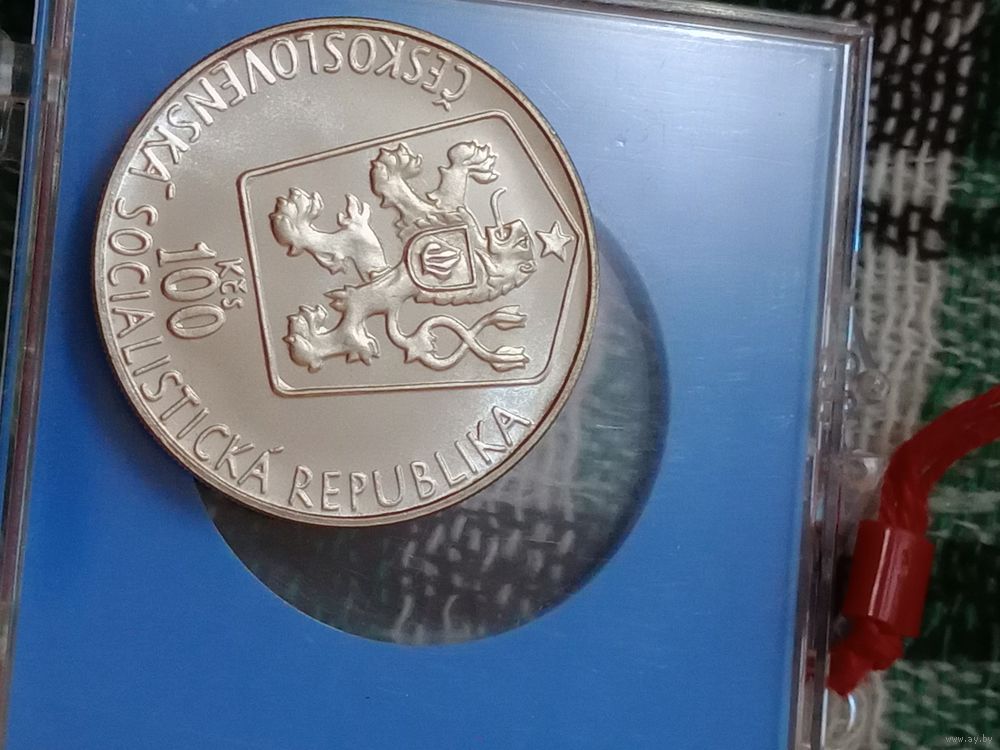 ČESKOSLOVENSKÁ SOCIALISTICKÁ REPUBLIKA
Kčs
100
www.ay.by